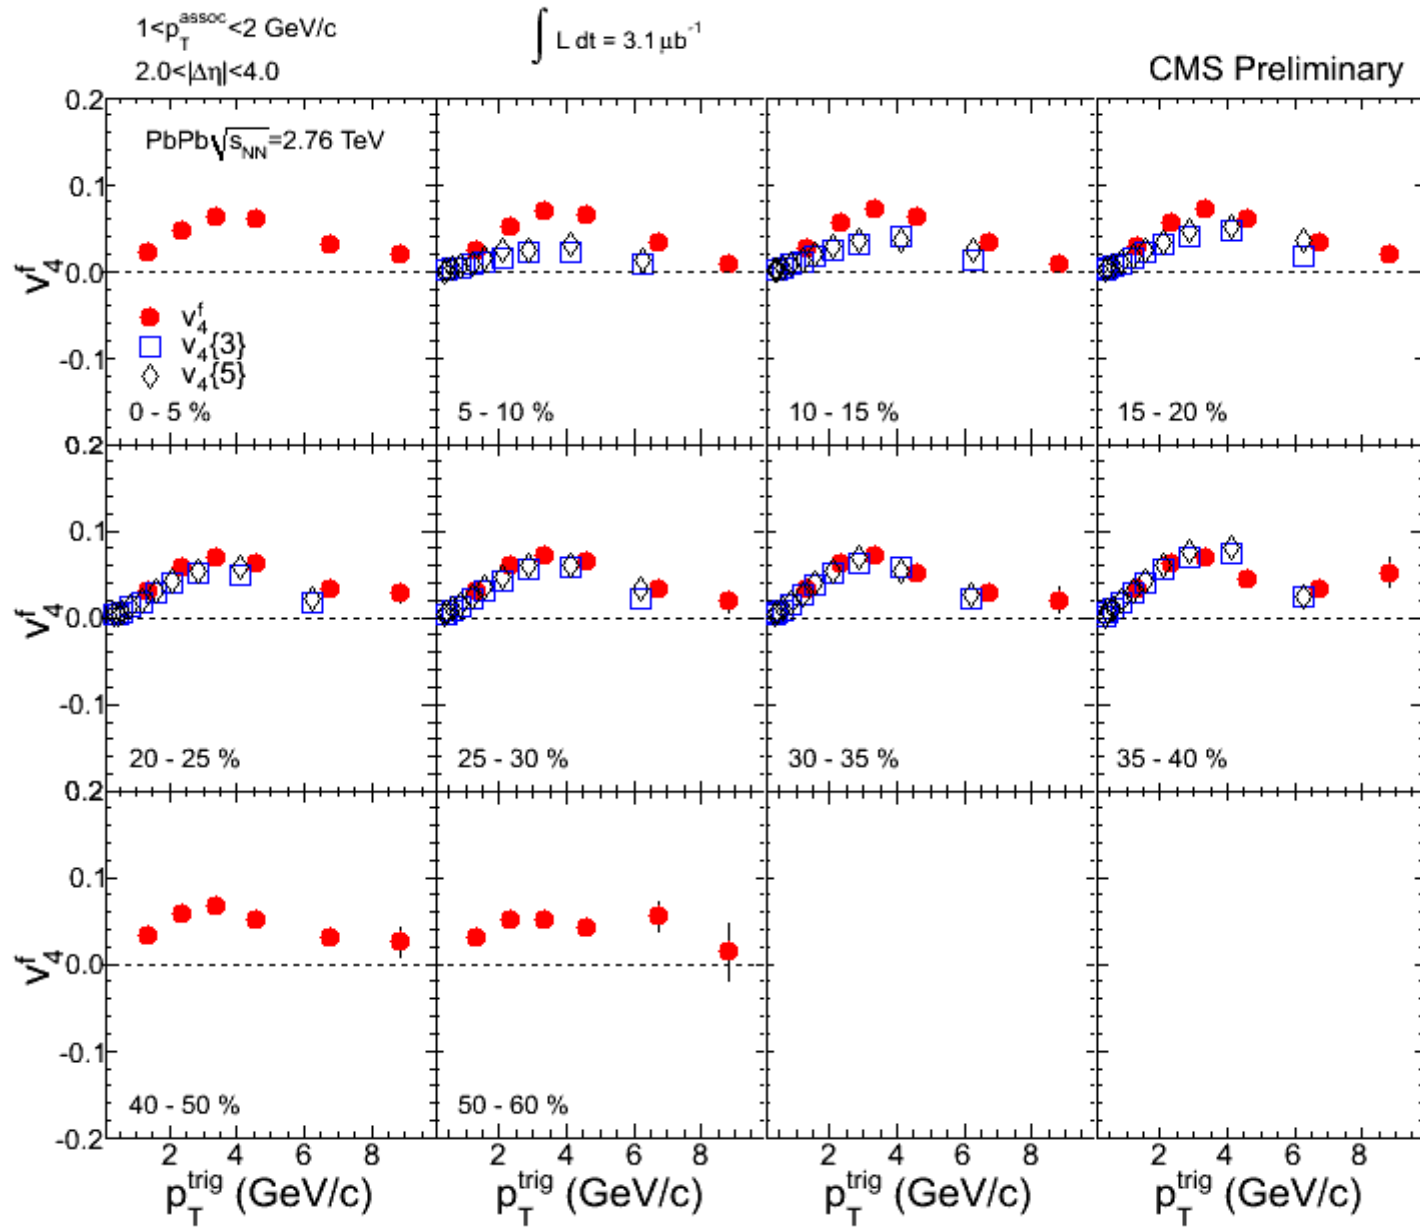 1<p_T^assoc<2 GeV/c
∫ L dt = 3.1 μb^-1
2.0<|Δη|<4.0
CMS Preliminary
PbPb√s_NN=2.76 TeV
0.2
0.1
0.0
-0.1
v_4^f
v_4^f
v_4{3}
v_4{5}
0 - 5 %
5 - 10 %
10 - 15 %
15 - 20 %
0.2
0.1
0.0
-0.1
v_4^f
20 - 25 %
25 - 30 %
30 - 35 %
35 - 40 %
0.2
0.1
0.0
-0.1
-0.2
v_4^f
40 - 50 %
50 - 60 %
2 4 6 8
2 4 6 8
2 4 6 8
2 4 6 8
p_T^trig (GeV/c)
p_T^trig (GeV/c)
p_T^trig (GeV/c)
p_T^trig (GeV/c)